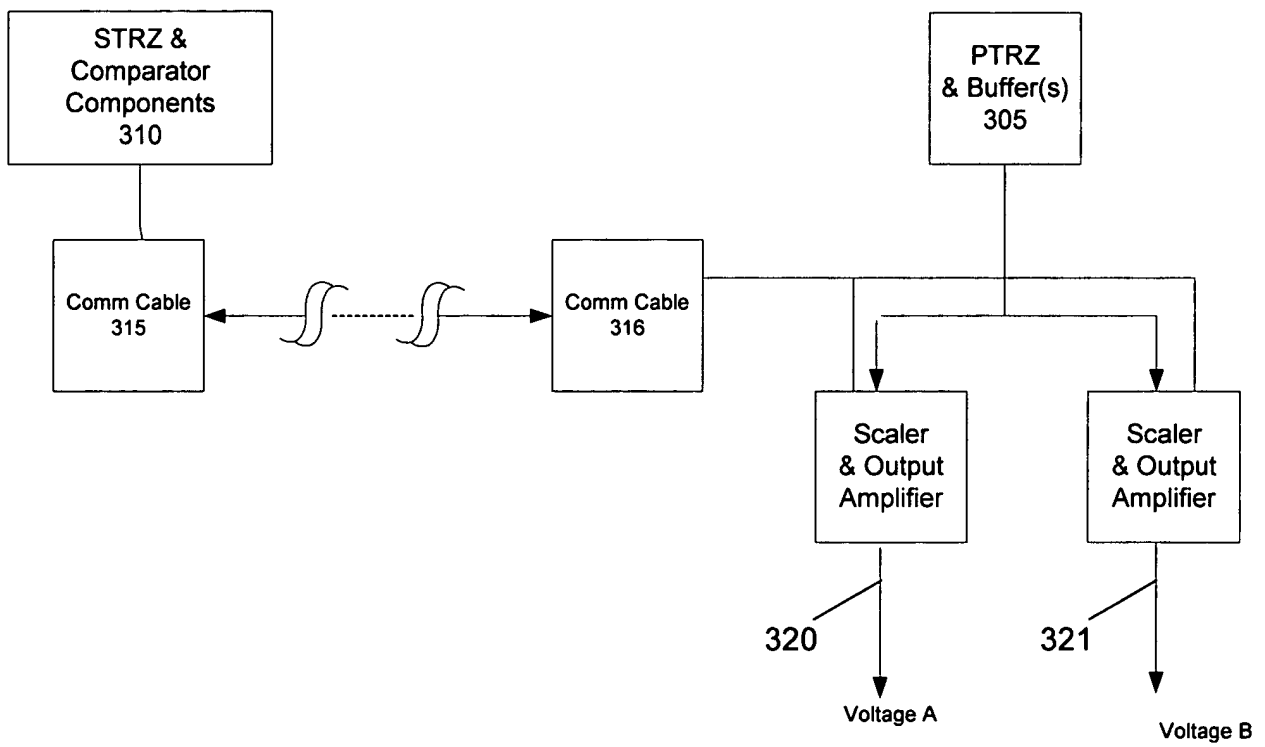 STRZ &
Comparator
Components
310
PTRZ
& Buffer(s)
305
Comm Cable
315
Comm Cable
316
Scaler
& Output
Amplifier
Scaler
& Output
Amplifier
320
321
Voltage A
Voltage B